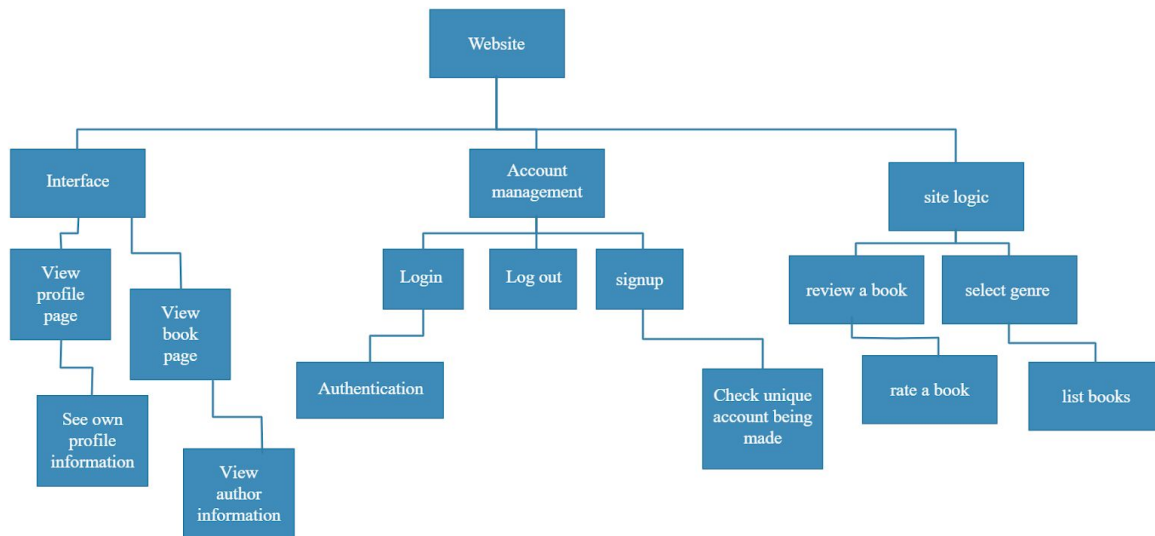 Website
Interface
Account
management
site logic
View
profile
page
View
book
page
Login
Log out
signup
review a book
select genre
See own
profile
information
View
author
information
Authentication
Check unique
account being
made
rate a book
list books